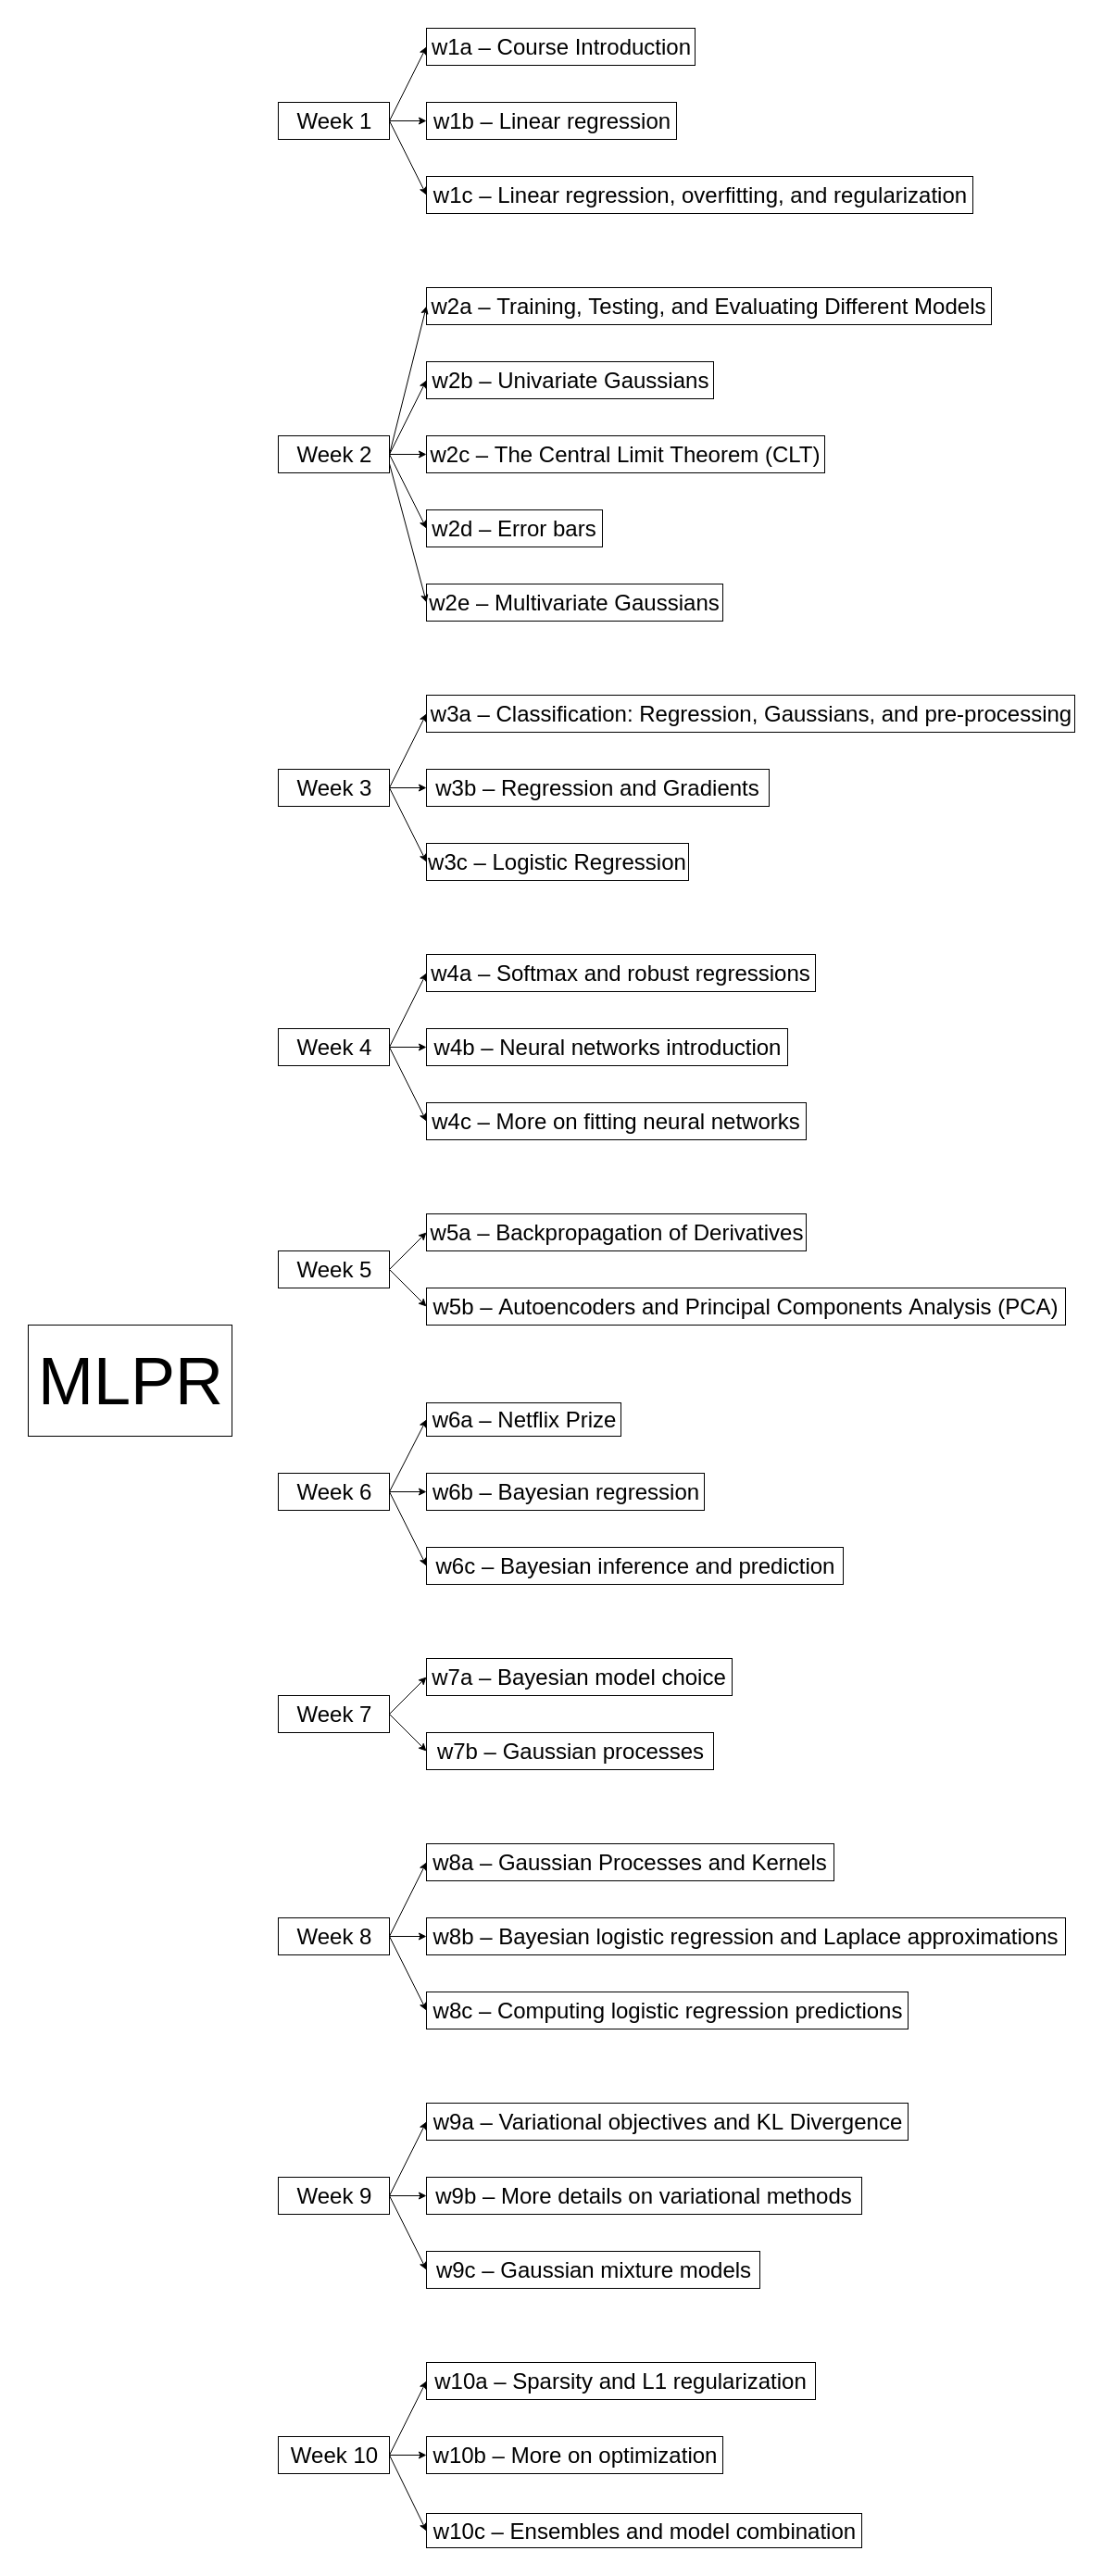 MLPR
Week 1
w1a – Course Introduction
w1b – Linear regression
w1c – Linear regression, overfitting, and regularization
Week 2
w2a – Training, Testing, and Evaluating Different Models
w2b – Univariate Gaussians
w2c – The Central Limit Theorem (CLT)
w2d – Error bars
w2e – Multivariate Gaussians
Week 3
w3a – Classification: Regression, Gaussians, and pre-processing
w3b – Regression and Gradients
w3c – Logistic Regression
Week 4
w4a – Softmax and robust regressions
w4b – Neural networks introduction
w4c – More on fitting neural networks
Week 5
w5a – Backpropagation of Derivatives
w5b – Autoencoders and Principal Components Analysis (PCA)
Week 6
w6a – Netflix Prize
w6b – Bayesian regression
w6c – Bayesian inference and prediction
Week 7
w7a – Bayesian model choice
w7b – Gaussian processes
Week 8
w8a – Gaussian Processes and Kernels
w8b – Bayesian logistic regression and Laplace approximations
w8c – Computing logistic regression predictions
Week 9
w9a – Variational objectives and KL Divergence
w9b – More details on variational methods
w9c – Gaussian mixture models
Week 10
w10a – Sparsity and L1 regularization
w10b – More on optimization
w10c – Ensembles and model combination